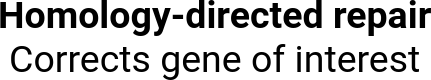 Homology-directed repair
Corrects gene of interest